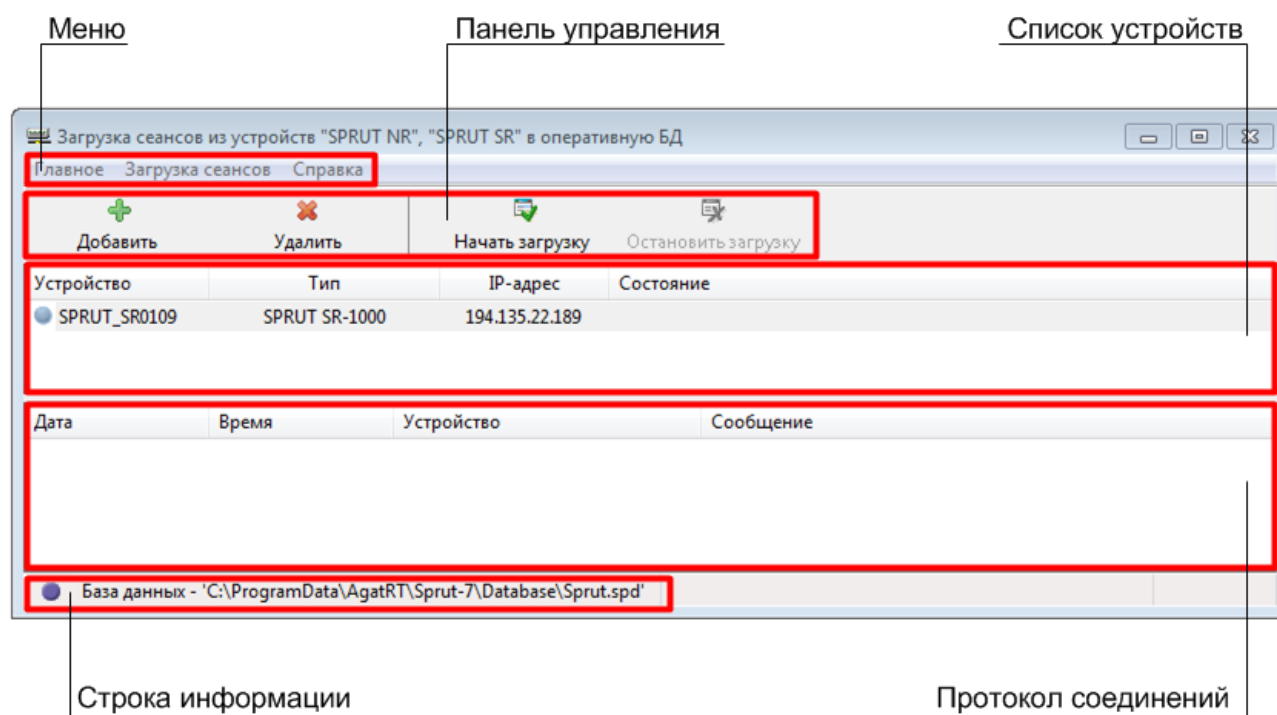 Меню Панель управления Список устройств
Загрузка сеансов из устройств "SPRUT NR", "SPRUT SR" в оперативную БД
Главное Загрузка сеансов Справка
Добавить Удалить Начать загрузку Остановить загрузку
Устройство Тип IP-адрес Состояние
SPRUT_SR0109 SPRUT SR-1000 194.135.22.189
Дата Время Устройство Сообщение
База данных - 'C:\ProgramData\AgatRT\Sprut-7\Database\Sprut.spd'
Строка информации Протокол соединений